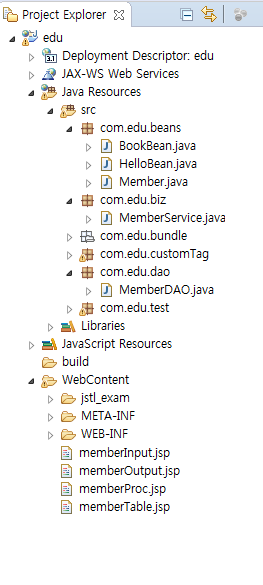 Project Explorer
edu
3.1 Deployment Descriptor: edu
JAX-WS Web Services
Java Resources
src
com.edu.beans
BookBean.java
HelloBean.java
Member.java
com.edu.biz
MemberService.java
com.edu.bundle
com.edu.customTag
com.edu.dao
MemberDAO.java
com.edu.test
Libraries
JavaScript Resources
build
WebContent
jstl_exam
META-INF
WEB-INF
memberInput.jsp
memberOutput.jsp
memberProc.jsp
memberTable.jsp